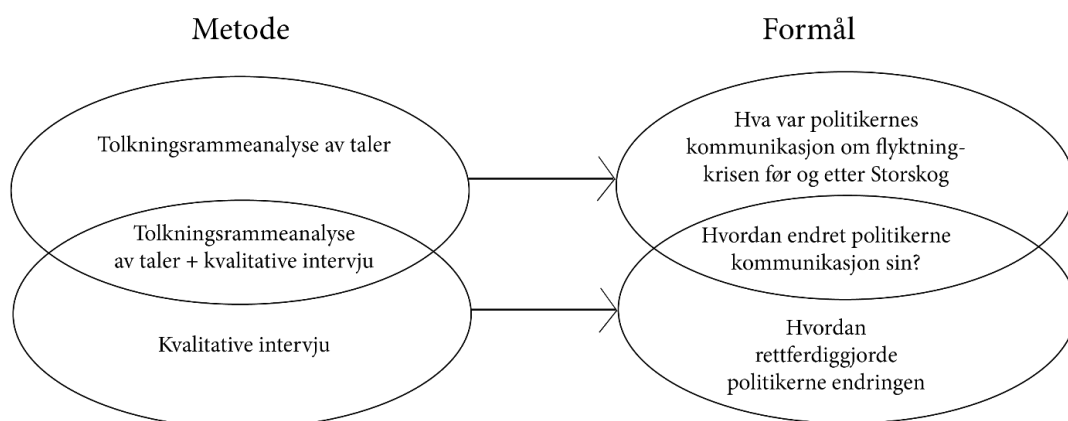 Metode
Tolkningsrammeanalyse av taler
Tolkningsrammeanalyse
av taler + kvalitative intervju
Kvalitative intervju
Formål
Hva var politikernes
kommunikasjon om flyktning-
krisen før og etter Storskog
Hvordan endret politikerne
kommunikasjon sin?
Hvordan
rettferdiggjorde
politikerne endringen